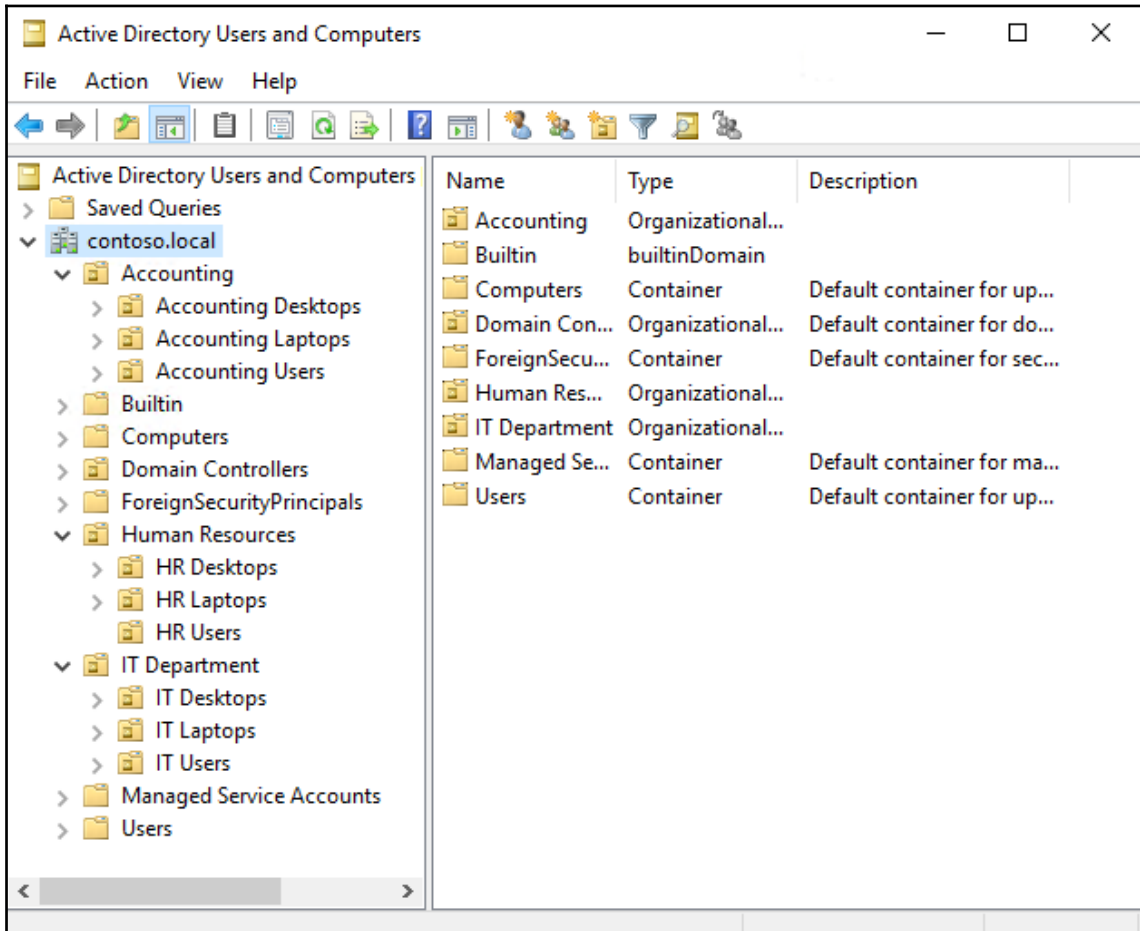 Active Directory Users and Computers
File Action View Help
Active Directory Users and Computers
Saved Queries
contoso.local
Accounting
Accounting Desktops
Accounting Laptops
Accounting Users
Builtin
Computers
Domain Controllers
ForeignSecurityPrincipals
Human Resources
HR Desktops
HR Laptops
HR Users
IT Department
IT Desktops
IT Laptops
IT Users
Managed Service Accounts
Users
Name Type Description
Accounting Organizational...
Builtin builtinDomain
Computers Container Default container for up...
Domain Con... Organizational... Default container for do...
ForeignSecu... Container Default container for sec...
Human Res... Organizational...
IT Department Organizational...
Managed Se... Container Default container for ma...
Users Container Default container for up...